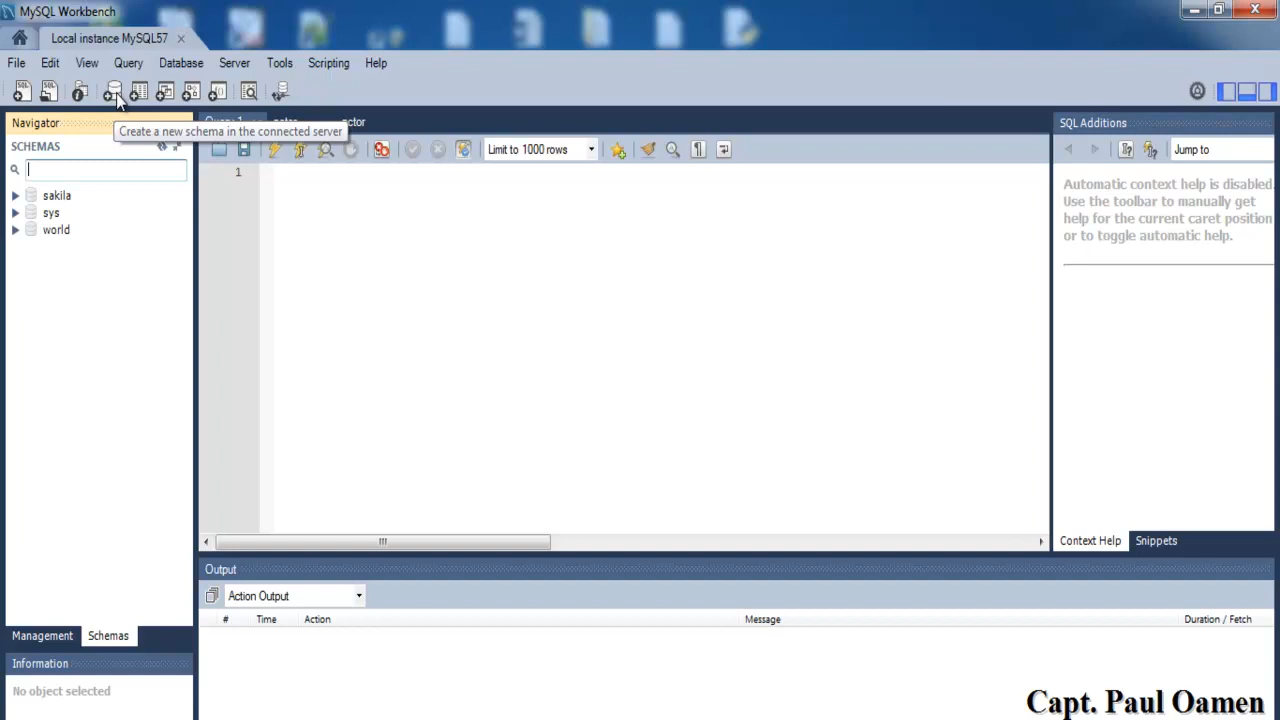 MySQL Workbench
Local instance MySQL57
File Edit View Query Database Server Tools Scripting Help
Navigator
Create a new schema in the connected server
SQL Additions
SCHEMAS
Limit to 1000 rows
Jump to
1
sakila
sys
world
Automatic context help is disabled.
Use the toolbar to manually get
help for the current caret position
or to toggle automatic help.
Context Help Snippets
Output
Action Output
# Time Action Message Duration / Fetch
Management Schemas
Information
No object selected
Capt. Paul Oamen